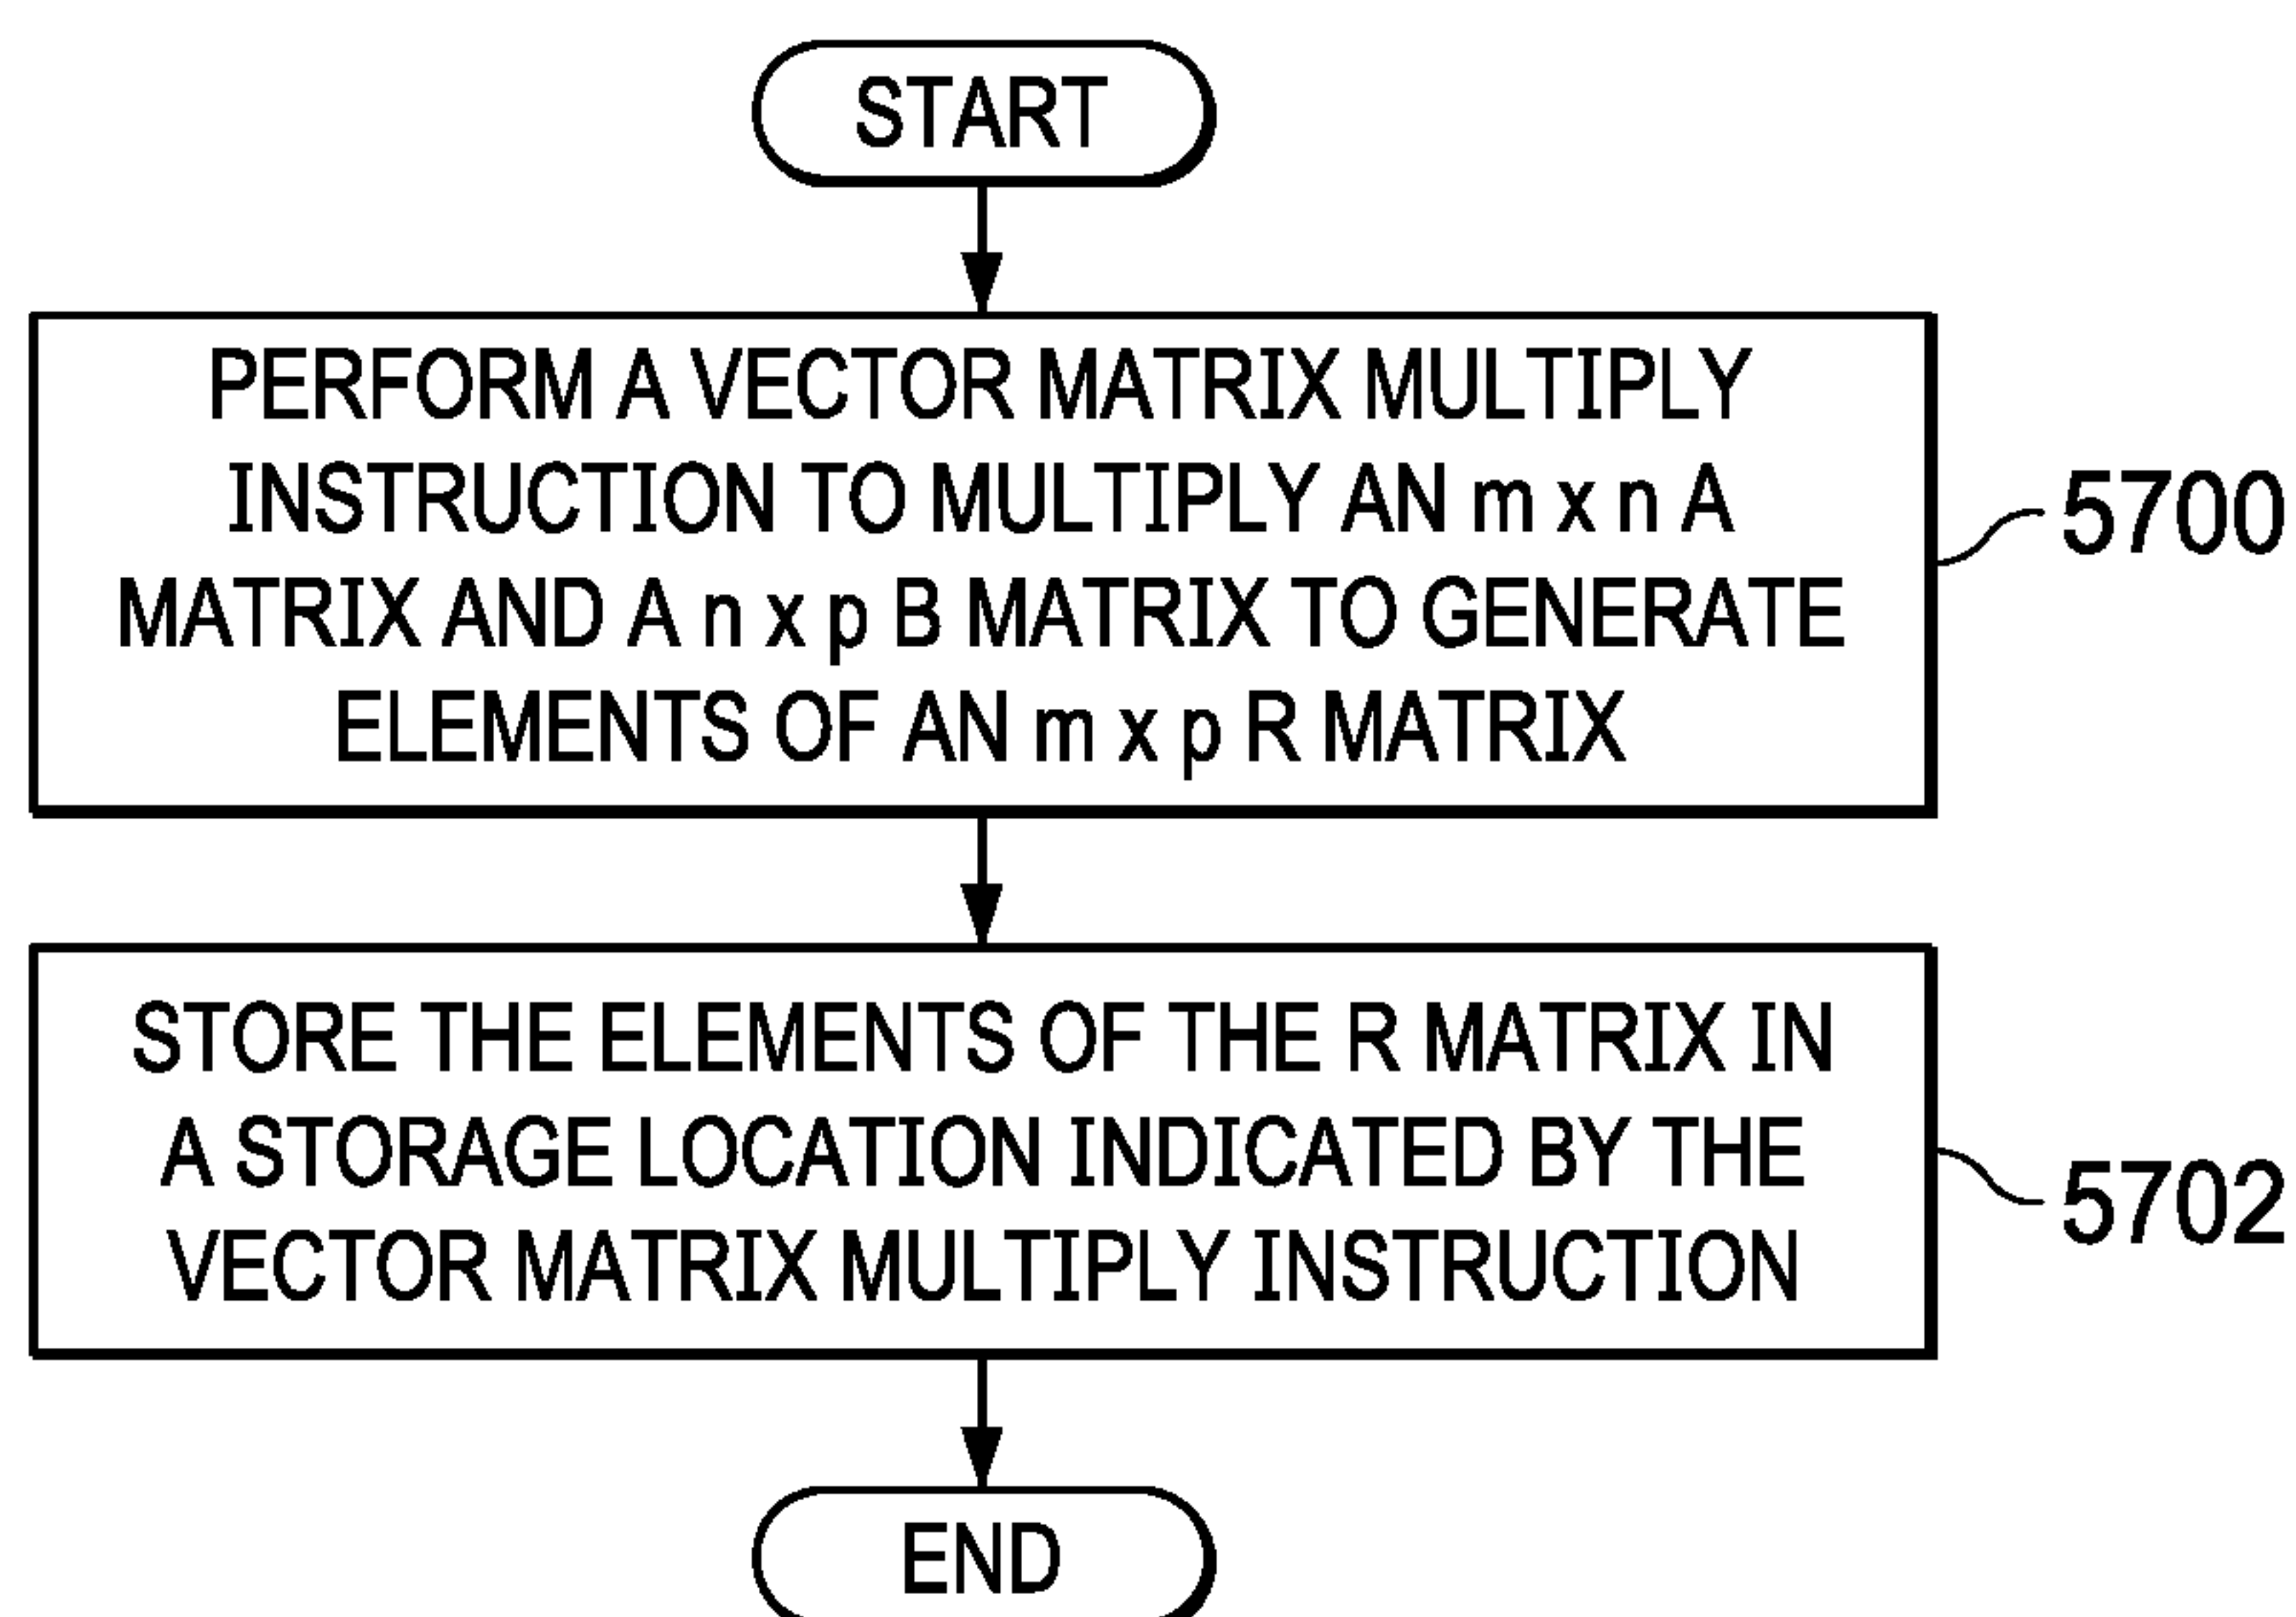 START
PERFORM A VECTOR MATRIX MULTIPLY
INSTRUCTION TO MULTIPLY AN m x n A
MATRIX AND A n x p B MATRIX TO GENERATE
ELEMENTS OF AN m x p R MATRIX
5700
STORE THE ELEMENTS OF THE R MATRIX IN
A STORAGE LOCATION INDICATED BY THE
VECTOR MATRIX MULTIPLY INSTRUCTION
5702
END